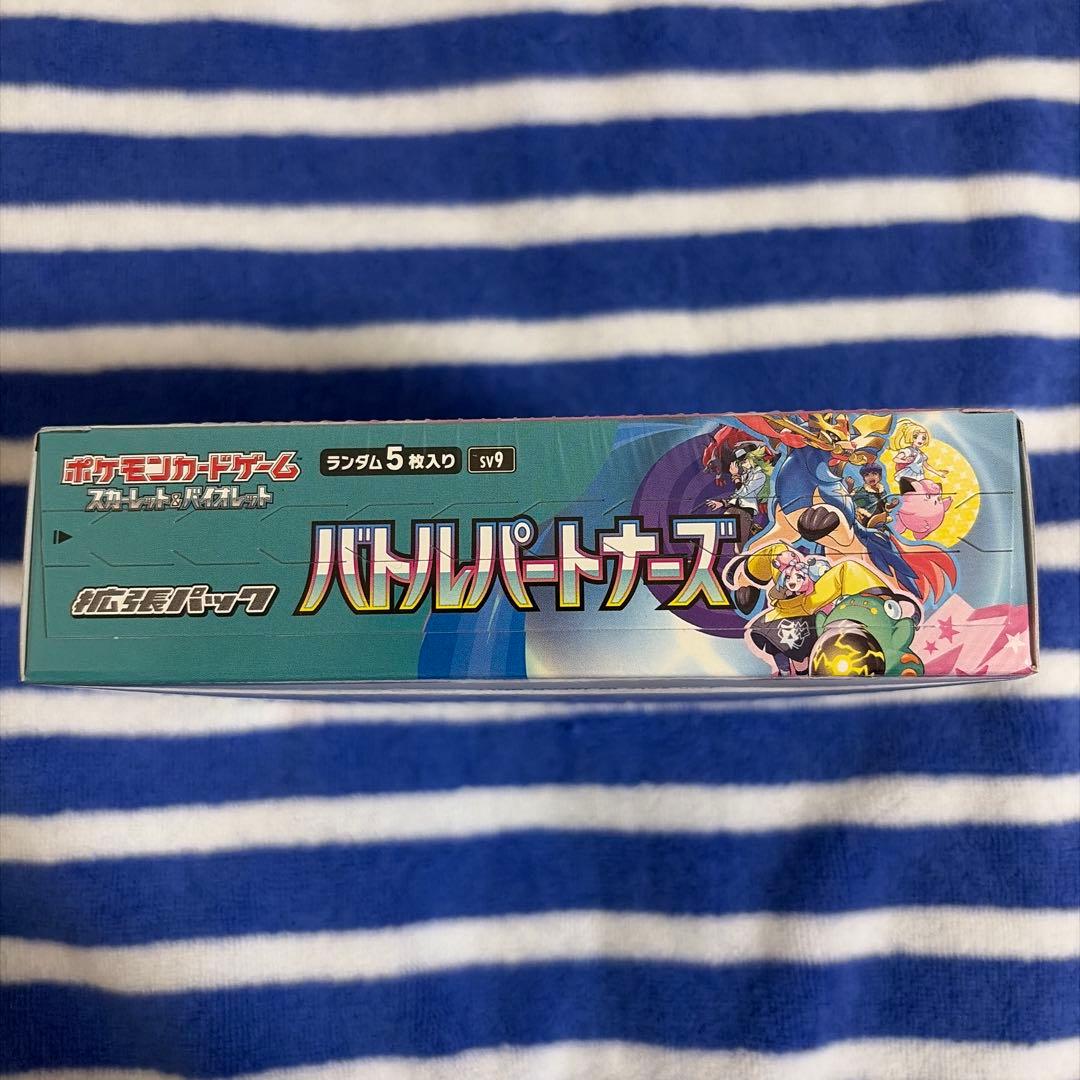 ポケモンカードゲーム
スカーレット&バイオレット
ランダム5枚入り
SV9
拡張パック
バトルパートナーズ